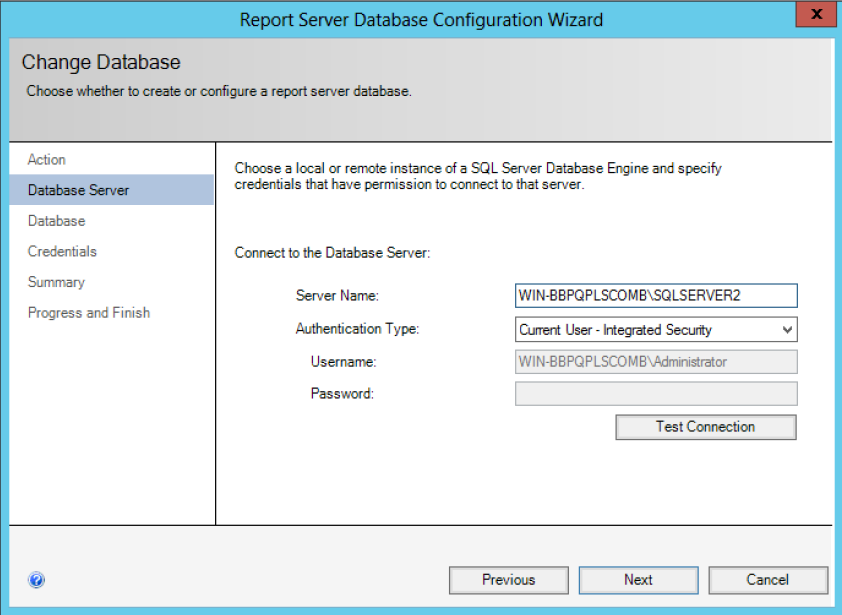 Report Server Database Configuration Wizard
x
Change Database
Choose whether to create or configure a report server database.
Action
Database Server
Database
Credentials
Summary
Progress and Finish
Choose a local or remote instance of a SQL Server Database Engine and specify
credentials that have permission to connect to that server.
Connect to the Database Server:
Server Name:
WIN-BBPQPLSCOMB\SQLSERVER2
Authentication Type:
Current User - Integrated Security
Username:
WIN-BBPQPLSCOMB\Administrator
Password:
Test Connection
?
Previous
Next
Cancel